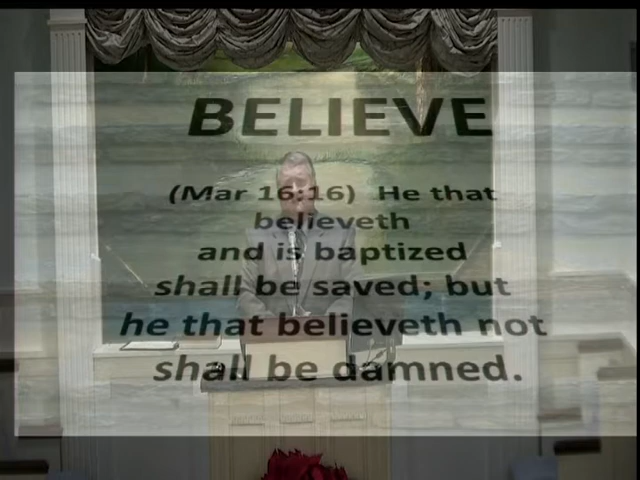 BELIEVE
(Mar 16:16) He that
believeth
and is baptized
shall be saved; but
he that believeth not
shall be damned.